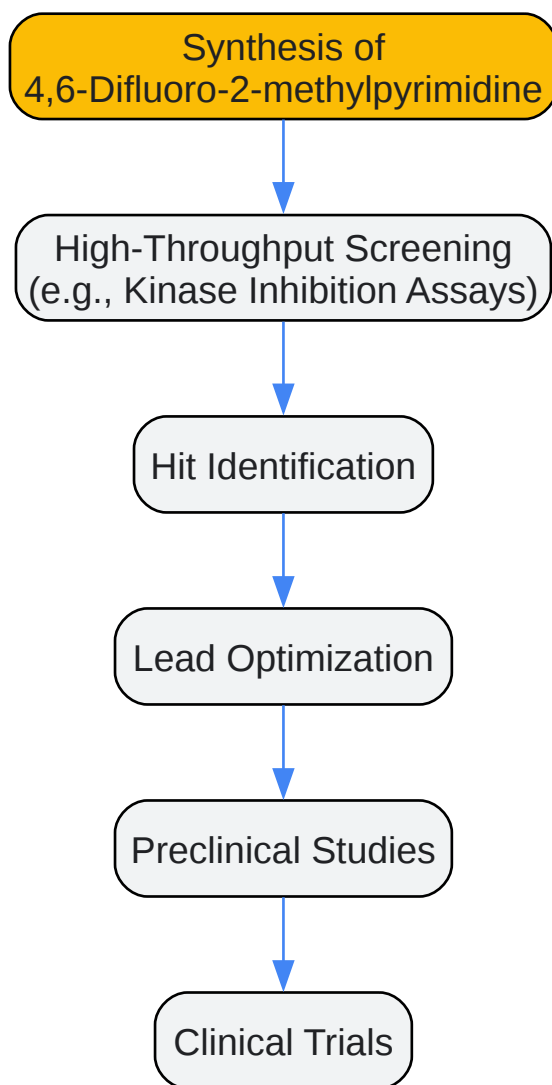 Synthesis of
4,6-Difluoro-2-methylpyrimidine
High-Throughput Screening
(e.g., Kinase Inhibition Assays)
Hit Identification
Lead Optimization
Preclinical Studies
Clinical Trials